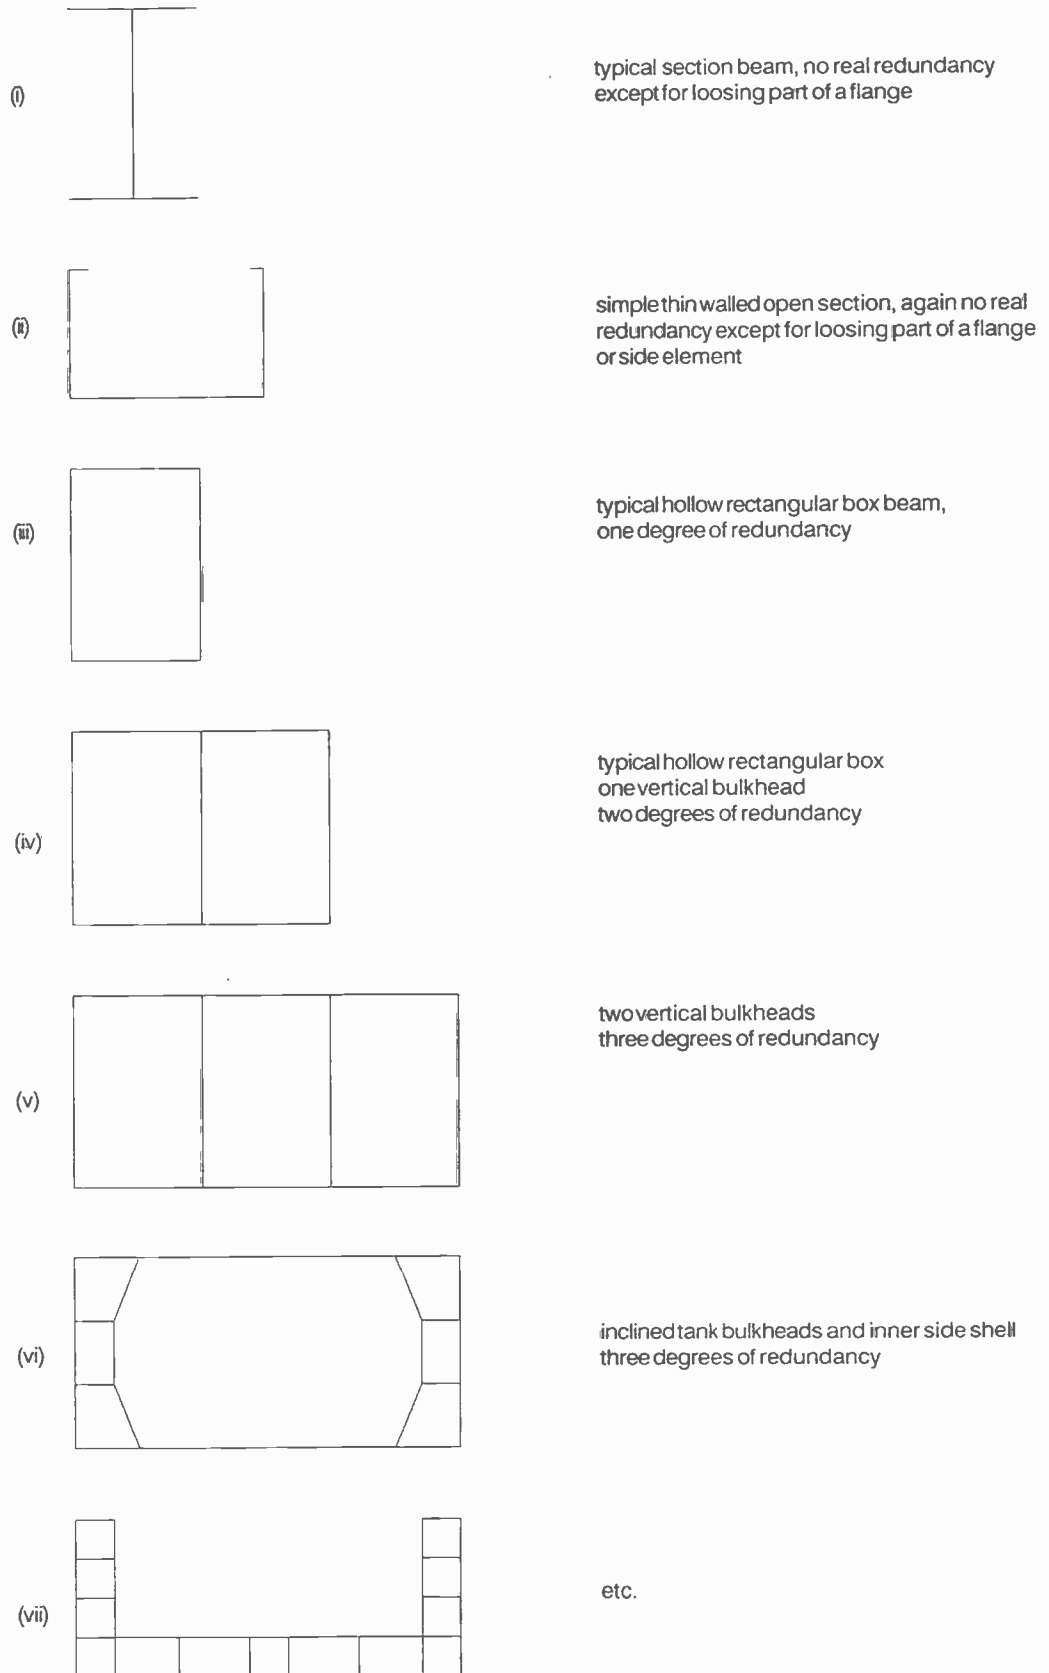 (i)
typical section beam, no real redundancy
except for loosing part of a flange
(ii)
simple thin walled open section, again no real
redundancy except for loosing part of a flange
or side element
(iii)
typical hollow rectangular box beam,
one degree of redundancy
(iv)
typical hollow rectangular box
one vertical bulkhead
two degrees of redundancy
(v)
two vertical bulkheads
three degrees of redundancy
(vi)
inclined tank bulkheads and inner side shell
three degrees of redundancy
(vii)
etc.